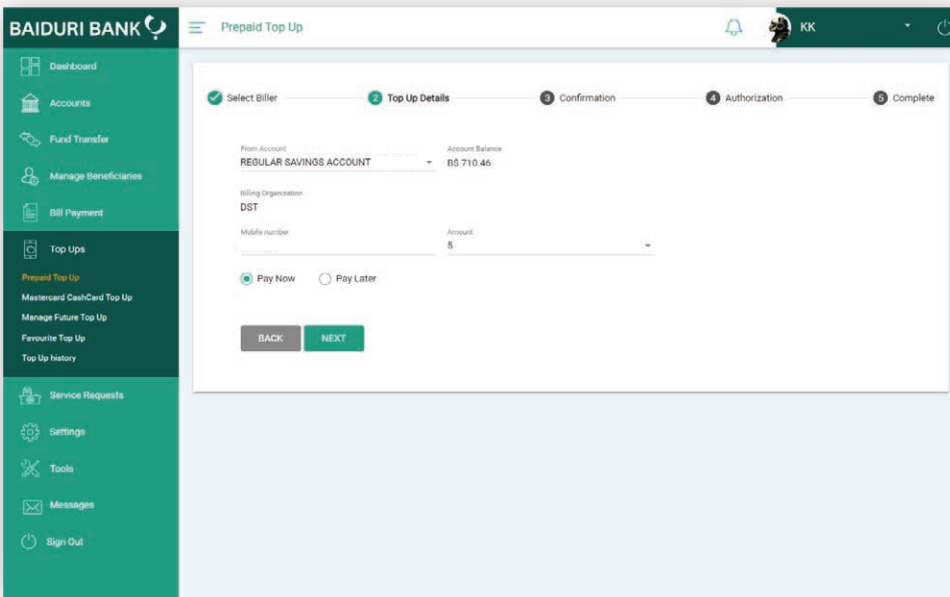 BAIDURI BANK
Prepaid Top Up
KK
Dashboard
Accounts
Fund Transfer
Manage Beneficiaries
Bill Payment
Top Ups
Prepaid Top Up
Mastercard CashCard Top Up
Manage Future Top Up
Favourite Top Up
Top Up history
Service Requests
Settings
Tools
Messages
Sign Out
Select Biller
2 Top Up Details
3 Confirmation
4 Authorization
5 Complete
From Account
Account Balance
REGULAR SAVINGS ACCOUNT
B$ 710.46
Billing Organization
DST
Mobile number
Amount
5
Pay Now
Pay Later
BACK
NEXT